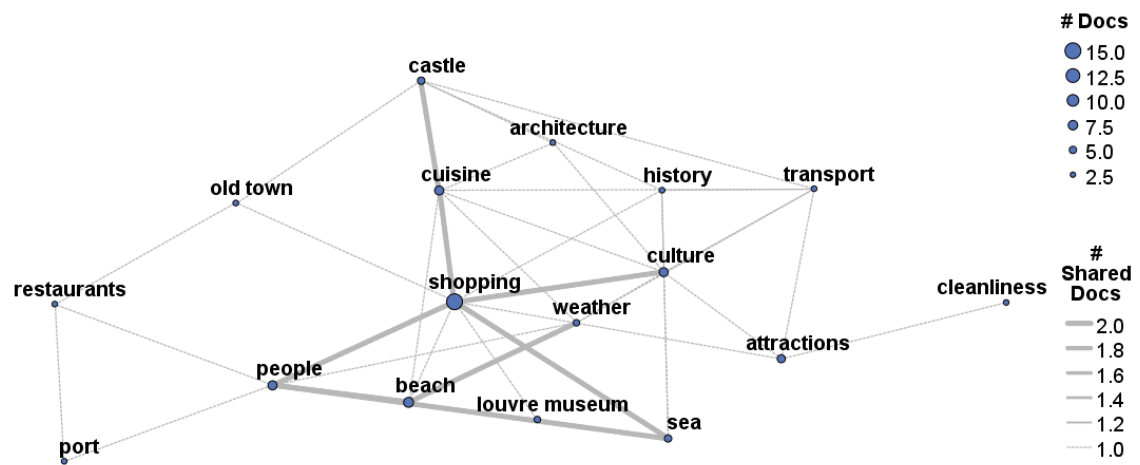 castle
architecture
cuisine
history
transport
old town
culture
shopping
restaurants
weather
cleanliness
attractions
people
beach
louvre museum
sea
port
# Docs
15.0
12.5
10.0
7.5
5.0
2.5
#
Shared
Docs
2.0
1.8
1.6
1.4
1.2
1.0